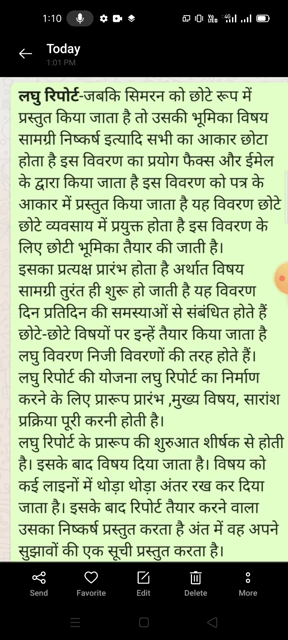 1:10
Today
1:01 PM
लघु रिपोर्ट-जबकि सिमरन को छोटे रूप में
प्रस्तुत किया जाता है तो उसकी भूमिका विषय
सामग्री निष्कर्ष इत्यादि सभी का आकार छोटा
होता है इस विवरण का प्रयोग फैक्स और ईमेल
के द्वारा किया जाता है इस विवरण को पत्र के
आकार में प्रस्तुत किया जाता है यह विवरण छोटे
छोटे व्यवसाय में प्रयुक्त होता है इस विवरण के
लिए छोटी भूमिका तैयार की जाती है।
इसका प्रत्यक्ष प्रारंभ होता है अर्थात विषय
सामग्री तुरंत ही शुरू हो जाती है यह विवरण
दिन प्रतिदिन की समस्याओं से संबंधित होते हैं
छोटे-छोटे विषयों पर इन्हें तैयार किया जाता है
लघु विवरण निजी विवरणों की तरह होते हैं।
लघु रिपोर्ट की योजना लघु रिपोर्ट का निर्माण
करने के लिए प्रारूप प्रारंभ ,मुख्य विषय, सारांश
प्रक्रिया पूरी करनी होती है।
लघु रिपोर्ट के प्रारूप की शुरुआत शीर्षक से होती
है। इसके बाद विषय दिया जाता है। विषय को
कई लाइनों में थोड़ा थोड़ा अंतर रख कर दिया
जाता है। इसके बाद रिपोर्ट तैयार करने वाला
उसका निष्कर्ष प्रस्तुत करता है अंत में वह अपने
सुझावों की एक सूची प्रस्तुत करता है।
Send Favorite Edit Delete More